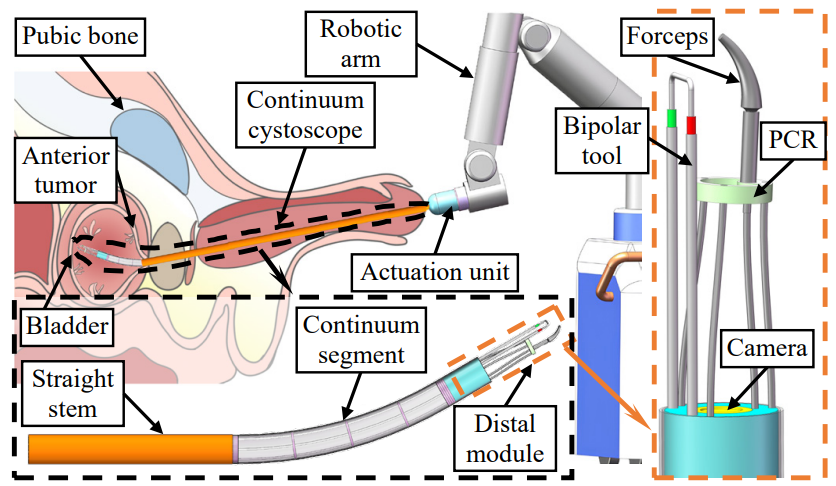 Pubic bone
Robotic
arm
Forceps
Continuum
cystoscope
Bipolar
tool
PCR
Anterior
tumor
Actuation unit
Bladder
Continuum
segment
Camera
Straight
stem
Distal
module